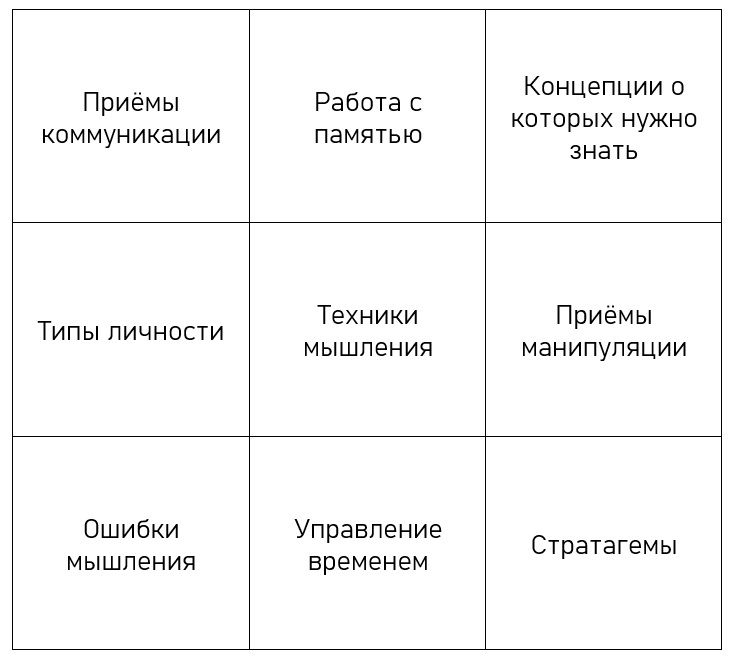 Приёмы
коммуникации
Работа с
памятью
Концепции о
которых нужно
знать
Типы личности
Техники
мышления
Приёмы
манипуляции
Ошибки
мышления
Управление
временем
Стратагемы